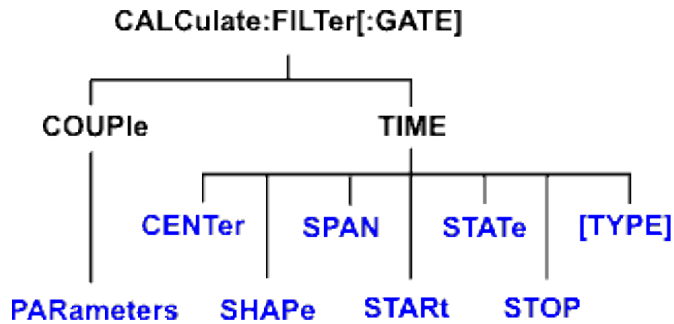 CALCulate:FILTer[:GATE]
COUPle TIME
CENTer SPAN STATe [TYPE]
PARameters SHAPe STARt STOP